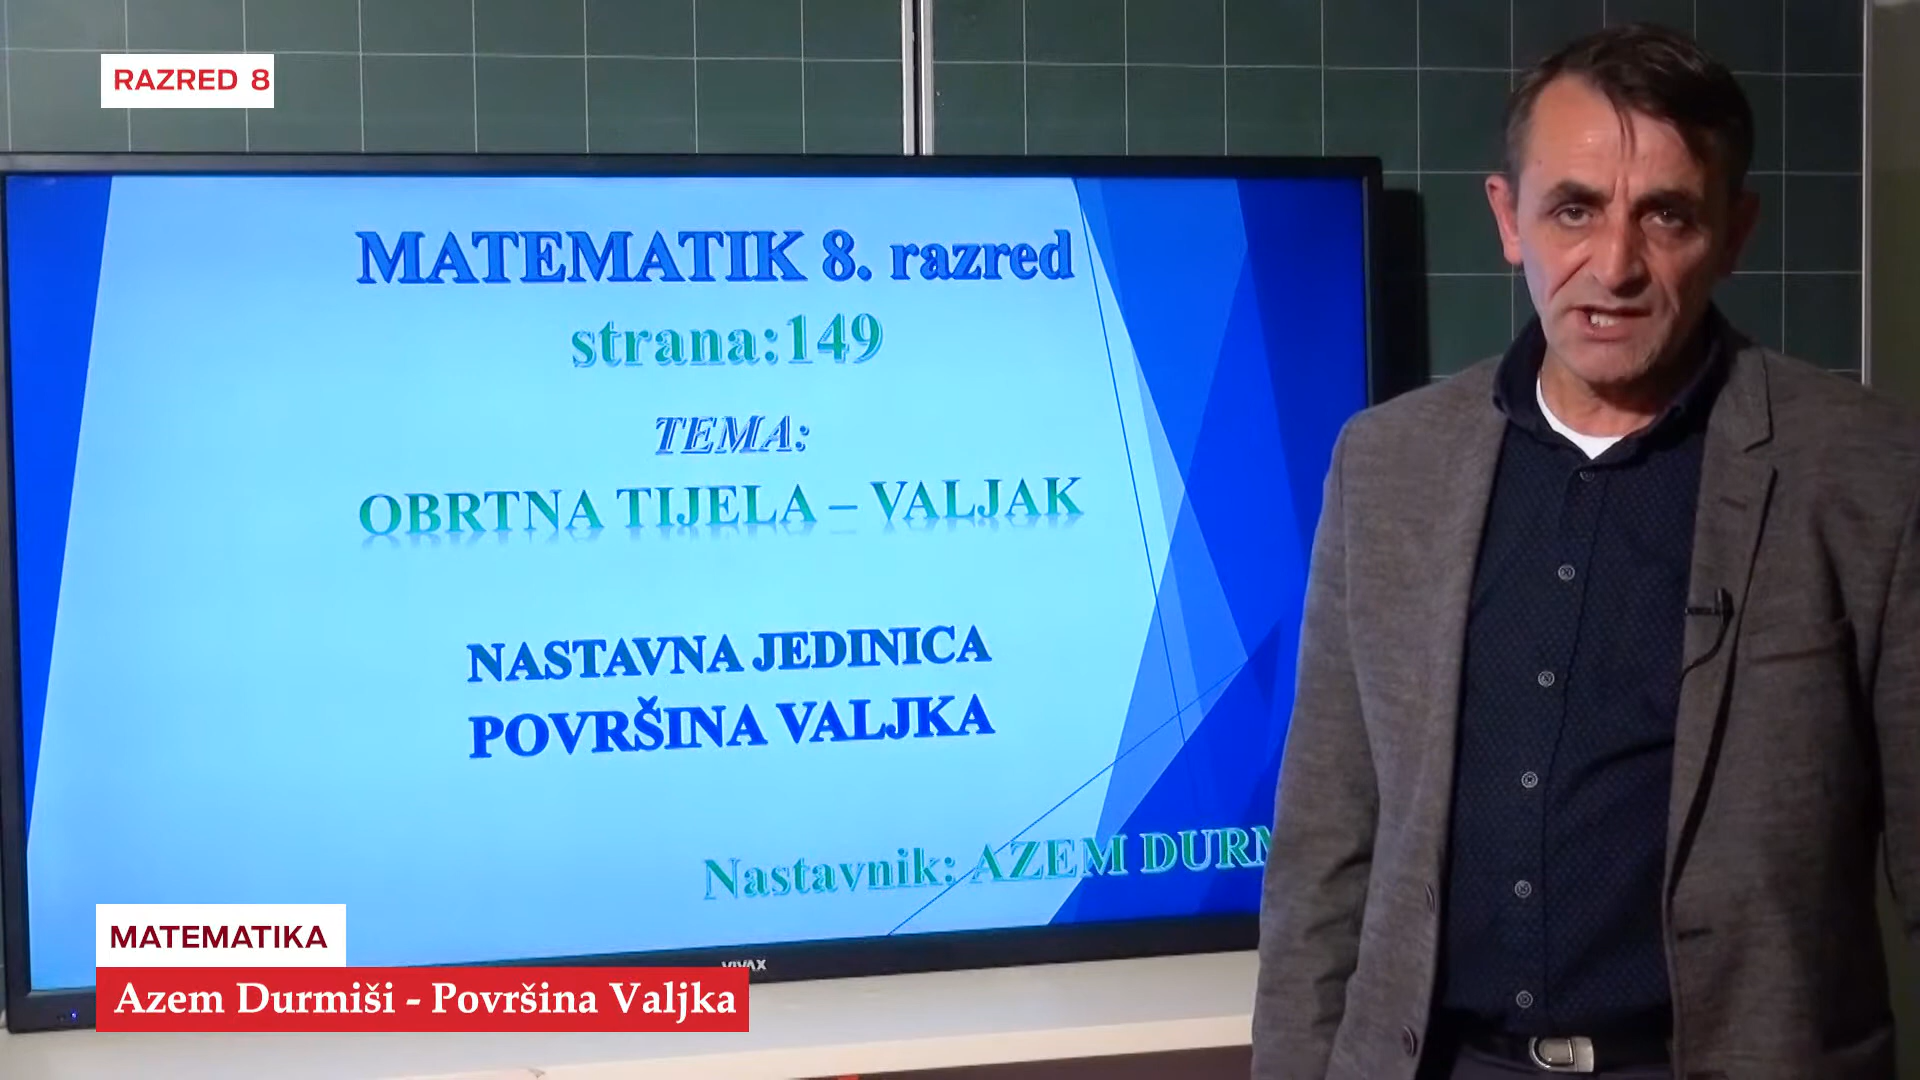 RAZRED 8
MATEMATIK 8. razred
strana:149
TEMA:
OBRTNA TIJELA – VALJAK
NASTAVNA JEDINICA
POVRŠINA VALJKA
Nastavnik: AZEM DURM
VIVAX
MATEMATIKA
Azem Durmiši - Površina Valjka